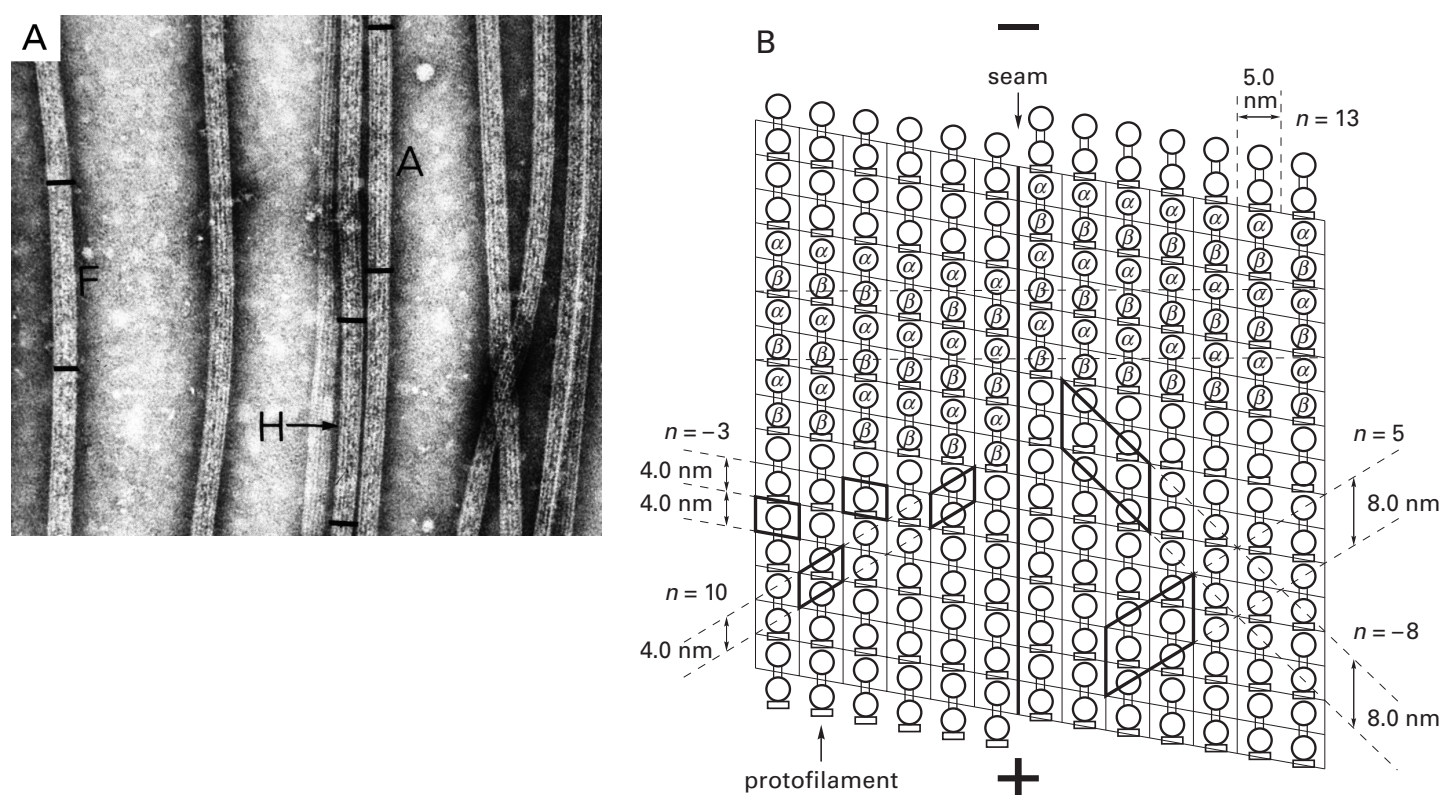 A
F
A
H
B
−
seam
5.0
nm
n = 13
α α α α α α α
β β β β β β β
α α α α α α
β β β β β β
α α α α α α α
β β β β β β β
α α α α α α
β β β β β β
α α α α α α α
β β β β β β β
α α α α α α
β β β β β β
n = −3
4.0 nm
4.0 nm
n = 10
4.0 nm
n = 5
8.0 nm
n = −8
8.0 nm
protofilament
+